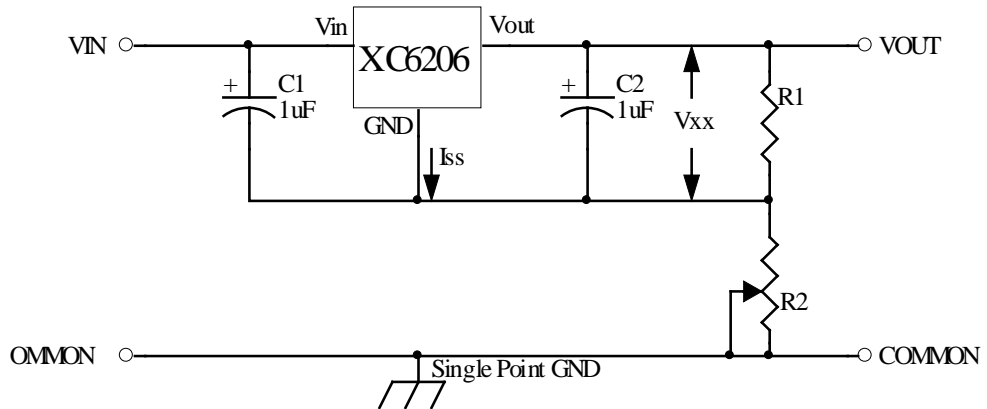 VIN
Vin
XC6206
Vout
VOUT
+
C1
1uF
GND
Iss
+
C2
1uF
Vxx
R1
R2
OMMON
Single Point GND
COMMON